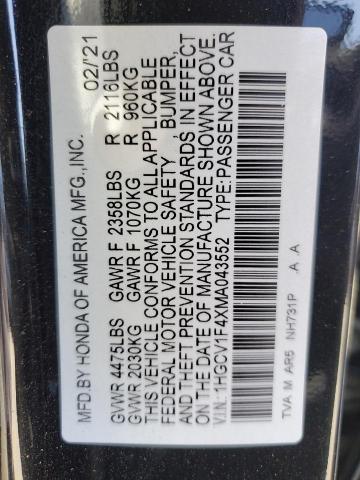 MFD.BY HONDA OF AMERICA MFG.,INC. 02/'21
GVWR 4475LBS GAWR F 2358LBS R 2116LBS
GVWR 2030KG GAWR F 1070KG R 960KG
THIS VEHICLE CONFORMS TO ALL APPLICABLE
FEDERAL MOTOR VEHICLE SAFETY , BUMPER,
AND THEFT PREVENTION STANDARDS IN EFFECT
ON THE DATE OF MANUFACTURE SHOWN ABOVE.
V.I.N.: 1HGCV1F4XMA043552 TYPE:PASSENGER CAR
TVA M AR5 NH731P .A .A